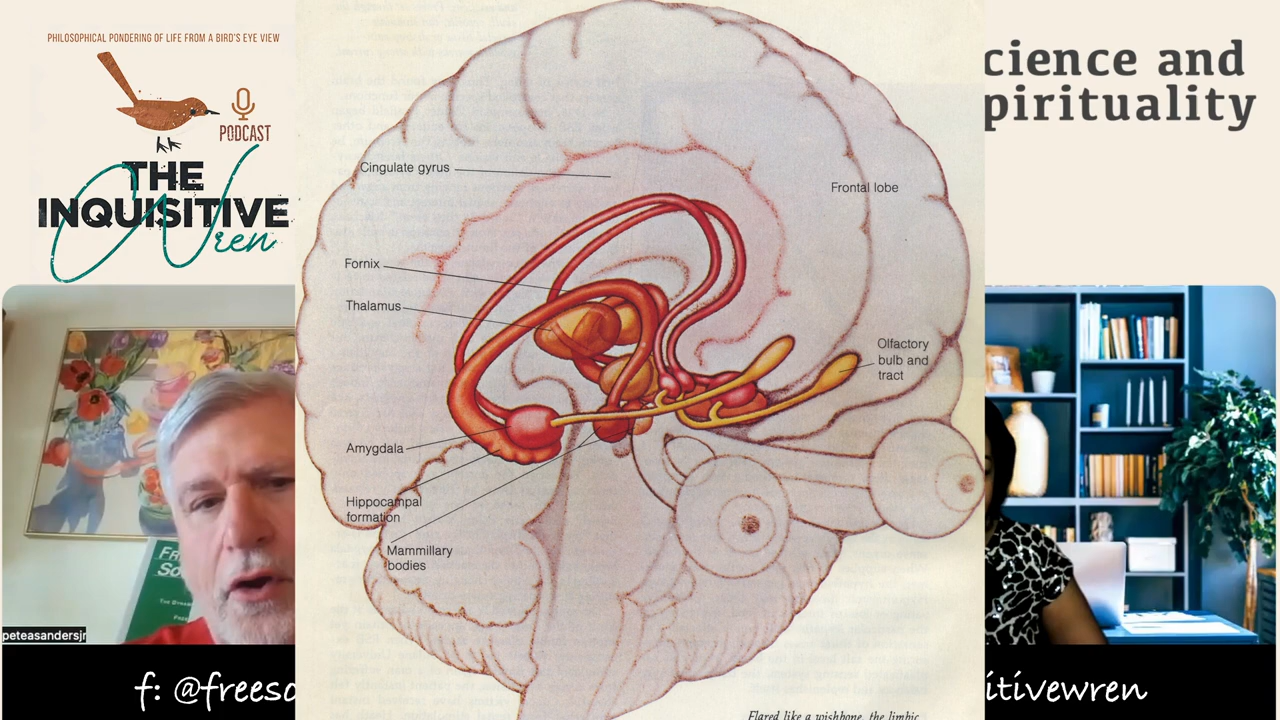 PHILOSOPHICAL PONDERING OF LIFE FROM A BIRD'S EYE VIEW
PODCAST
THE
INQUISITIVE
Wren
cience and
pirituality
Cingulate gyrus
Frontal lobe
Fornix
Thalamus
Olfactory
bulb and
tract
Amygdala
Hippocampal
formation
Mammillary
bodies
peteasandersjr
f: @freeso
itivewren
Flared like a wishbone, the limbic